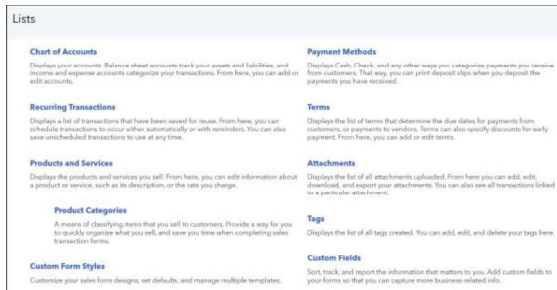 Lists
Chart of Accounts
Displays your accounts. Balance sheet accounts track your assets and liabilities, and
income and expense accounts categorize your transactions. From here, you can add or
edit accounts.
Recurring Transactions
Displays a list of transactions that have been saved for reuse. From here, you can
schedule transactions to occur either automatically or with reminders. You can also
save unscheduled transactions to use at any time.
Products and Services
Displays the products and services you sell. From here, you can edit information about
a product or service, such as its description, or the rate you charge.
Product Categories
A means of classifying items that you sell to customers. Provide a way for you
to quickly organize what you sell, and save you time when completing sales
transaction forms.
Custom Form Styles
Customize your sales form designs, set defaults, and manage multiple templates.
Payment Methods
Displays Cash, Check, and any other ways you categorize payments you receive
from customers. That way, you can print deposit slips when you deposit the
payments you have received.
Terms
Displays the list of terms that determine the due dates for payments from
customers, or payments to vendors. Terms can also specify discounts for early
payment. From here, you can add or edit terms.
Attachments
Displays the list of all attachments uploaded. From here you can add, edit,
download, and export your attachments. You can also see all transactions linked
to a particular attachment.
Tags
Displays the list of all tags created. You can add, edit, and delete your tags here.
Custom Fields
Sort, track, and report the information that matters to you. Add custom fields to
your forms so that you can capture more business-related info.